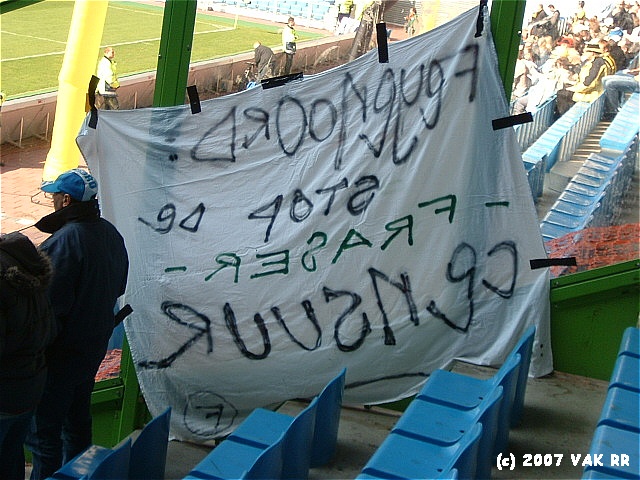 Feyenoord:
STOP de
- FRASER -
censuur
F
(c) 2007 VAK RR